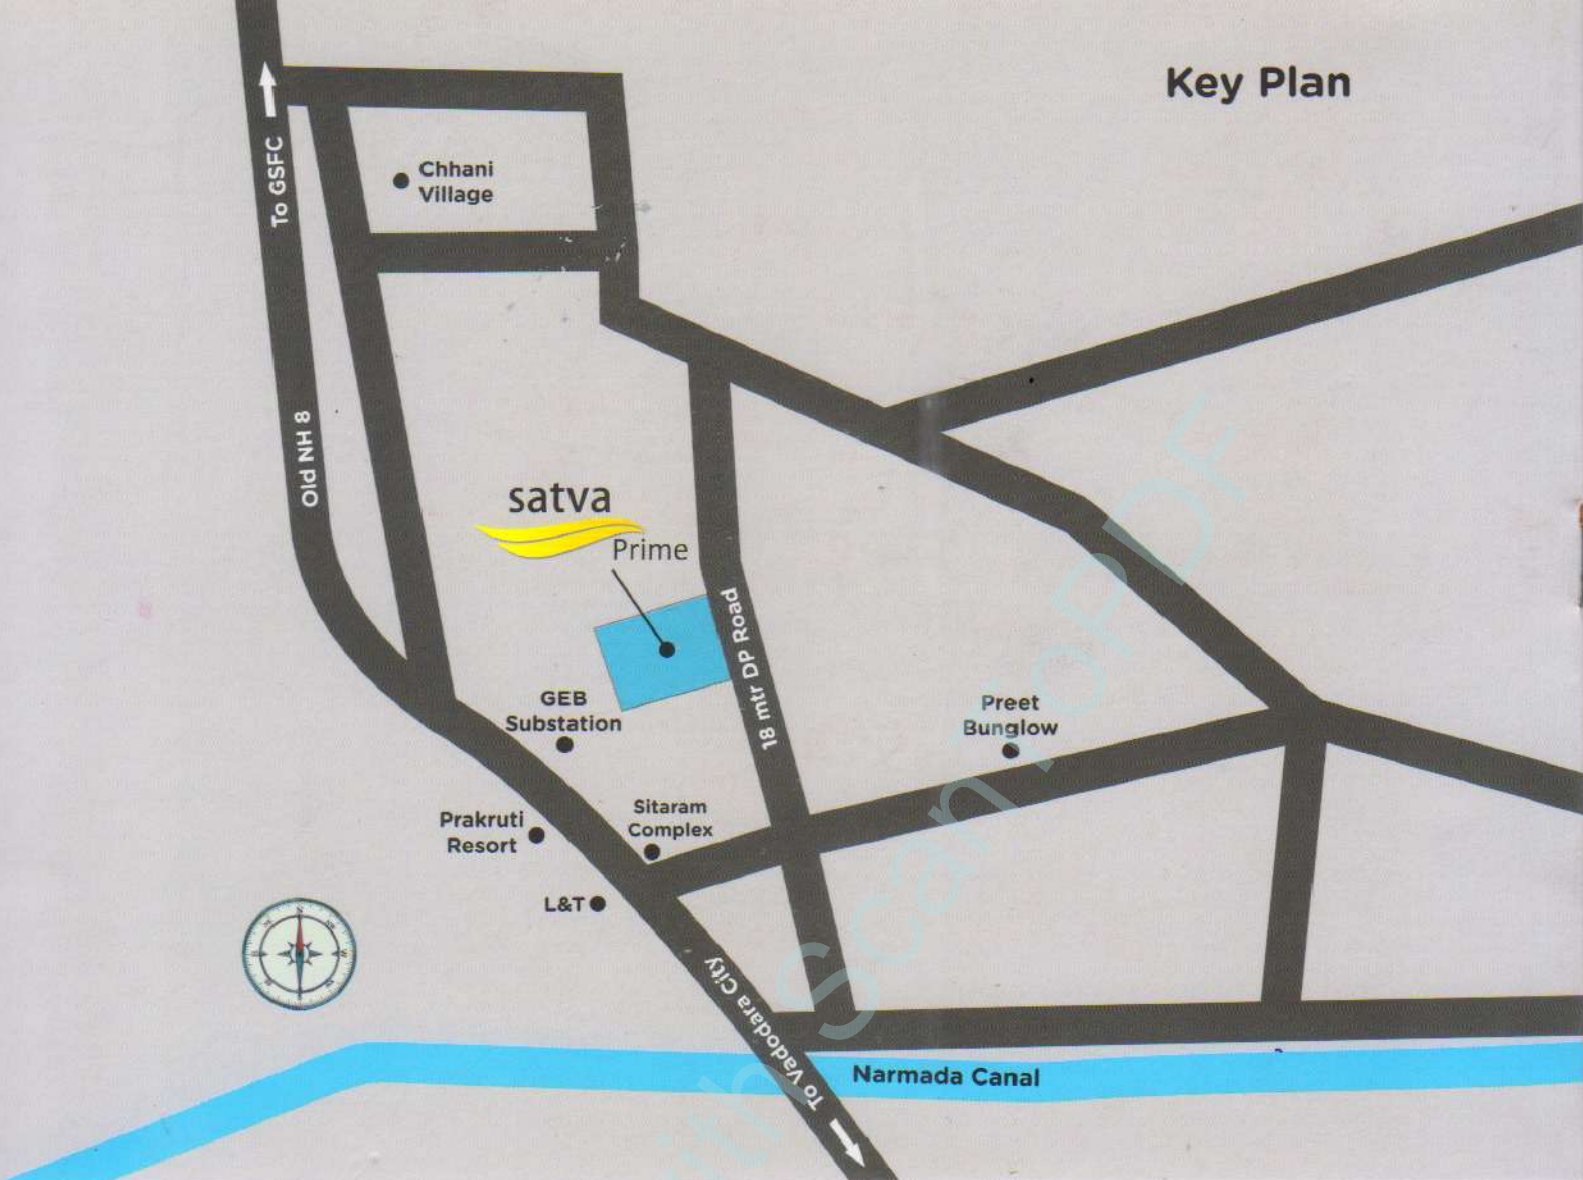 Key Plan
To GSFC
Chhani
Village
Old NH 8
satva
Prime
18 mtr DP Road
GEB
Substation
Preet
Bunglow
Prakruti
Resort
Sitaram
Complex
L&T
To Vadodara City
Narmada Canal